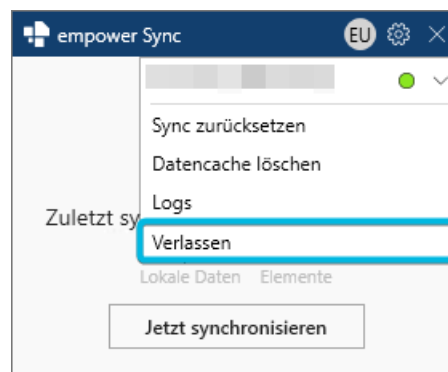 empower Sync EU
Sync zurücksetzen
Datencache löschen
Logs
Zuletzt sy
Verlassen
Lokale Daten Elemente
Jetzt synchronisieren